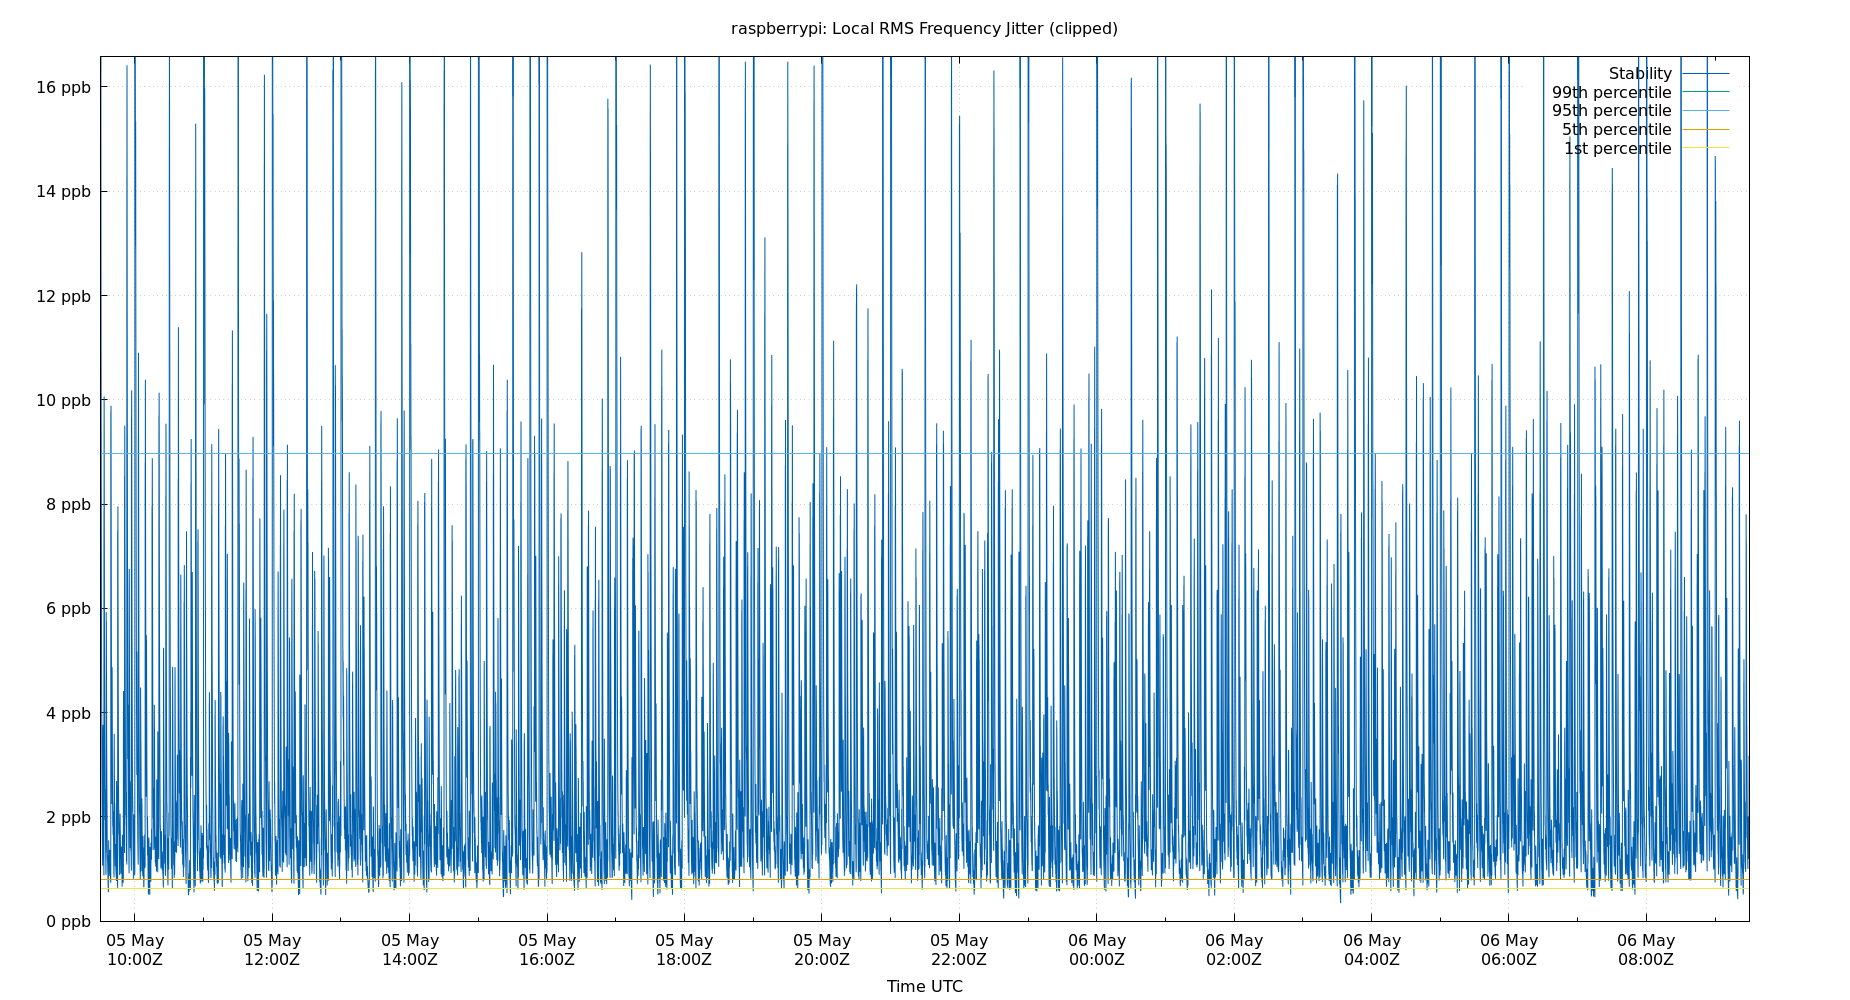 raspberrypi: Local RMS Frequency Jitter (clipped)
Stability
99th percentile
95th percentile
5th percentile
1st percentile
16 ppb
14 ppb
12 ppb
10 ppb
8 ppb
6 ppb
4 ppb
2 ppb
0 ppb
05 May 05 May 05 May 05 May 05 May 05 May 05 May 06 May 06 May 06 May 06 May 06 May
10:00Z 12:00Z 14:00Z 16:00Z 18:00Z 20:00Z 22:00Z 00:00Z 02:00Z 04:00Z 06:00Z 08:00Z
Time UTC